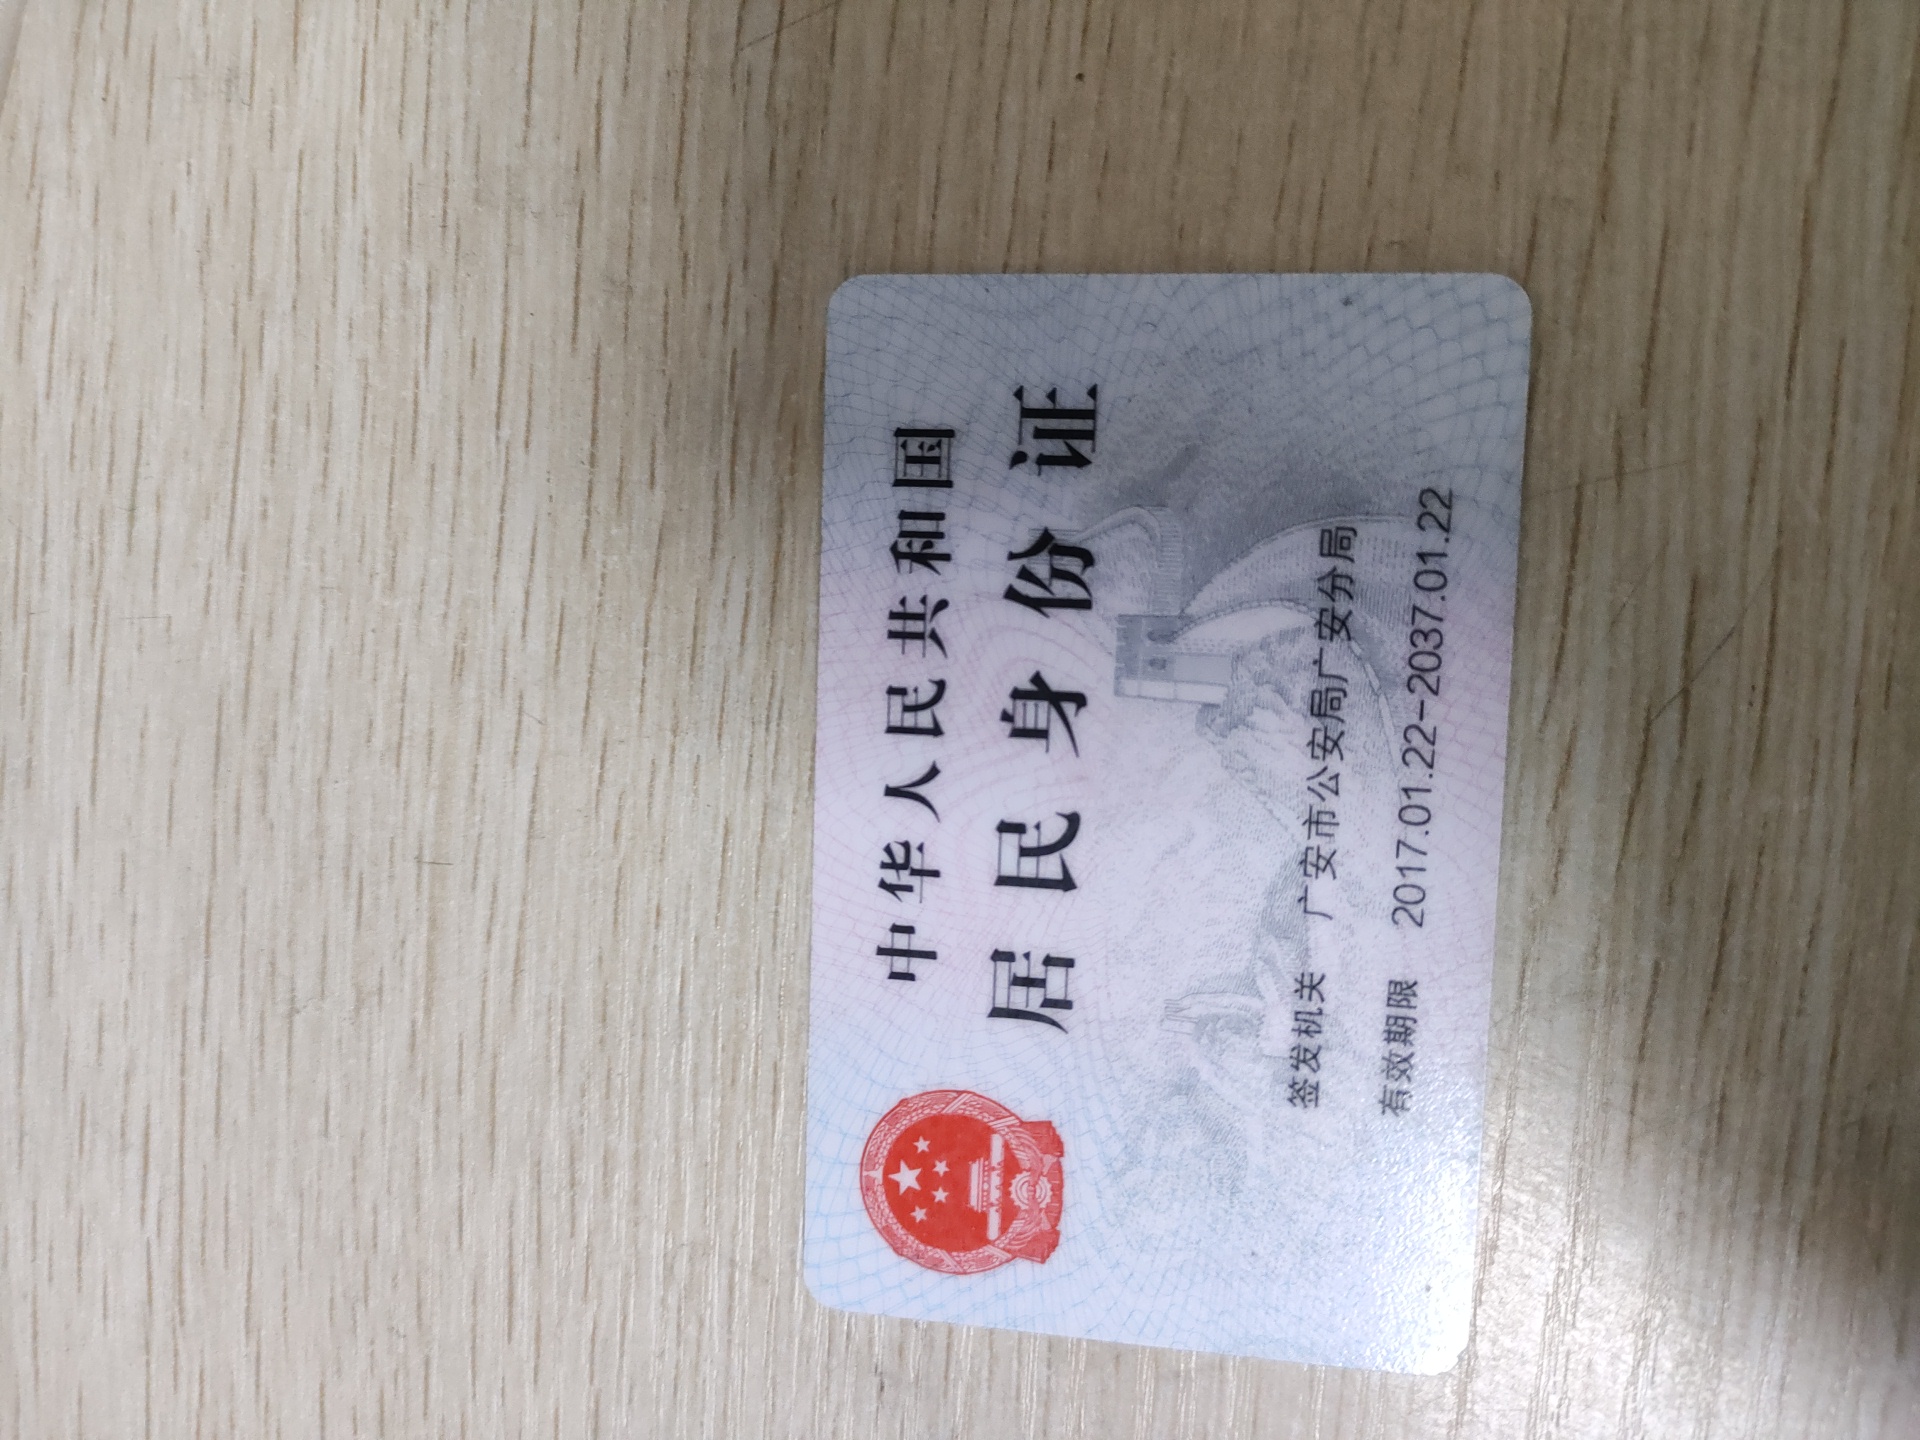 中华人民共和国
居民身份证
签发机关 广安市公安局广安分局
有效期限 2017.01.22-2037.01.22